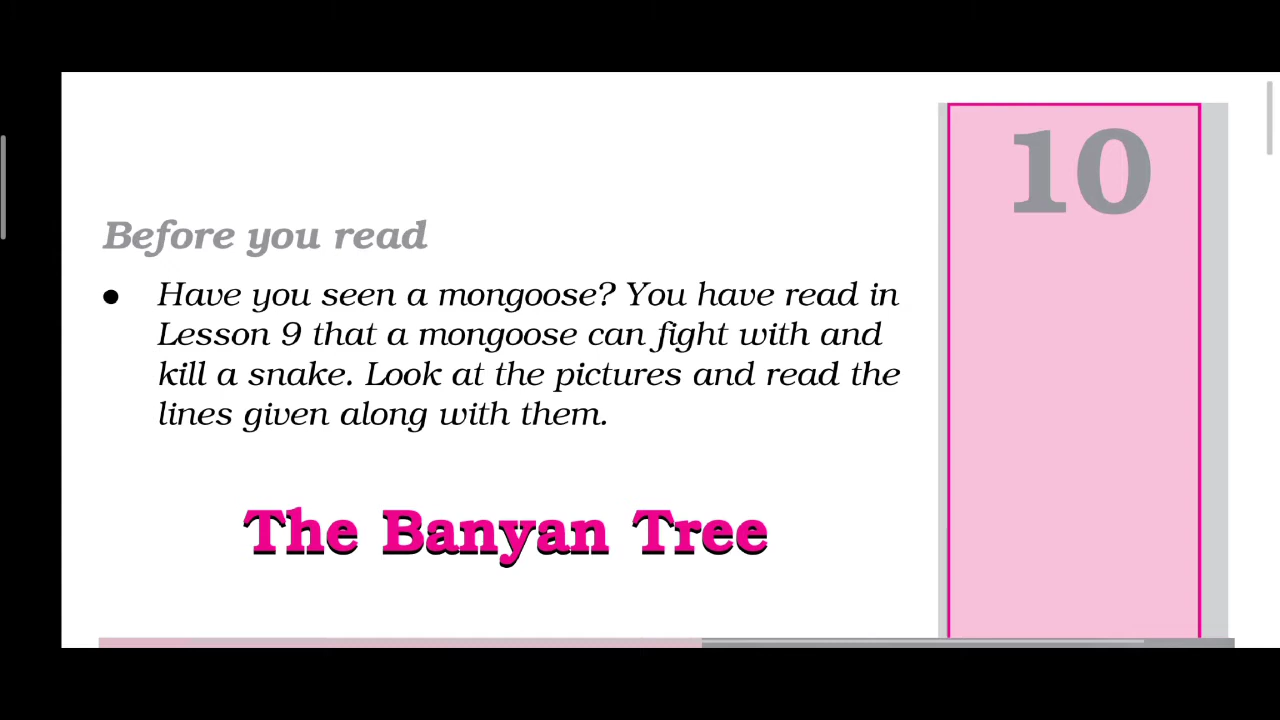 10
Before you read
● Have you seen a mongoose? You have read in
Lesson 9 that a mongoose can fight with and
kill a snake. Look at the pictures and read the
lines given along with them.
The Banyan Tree